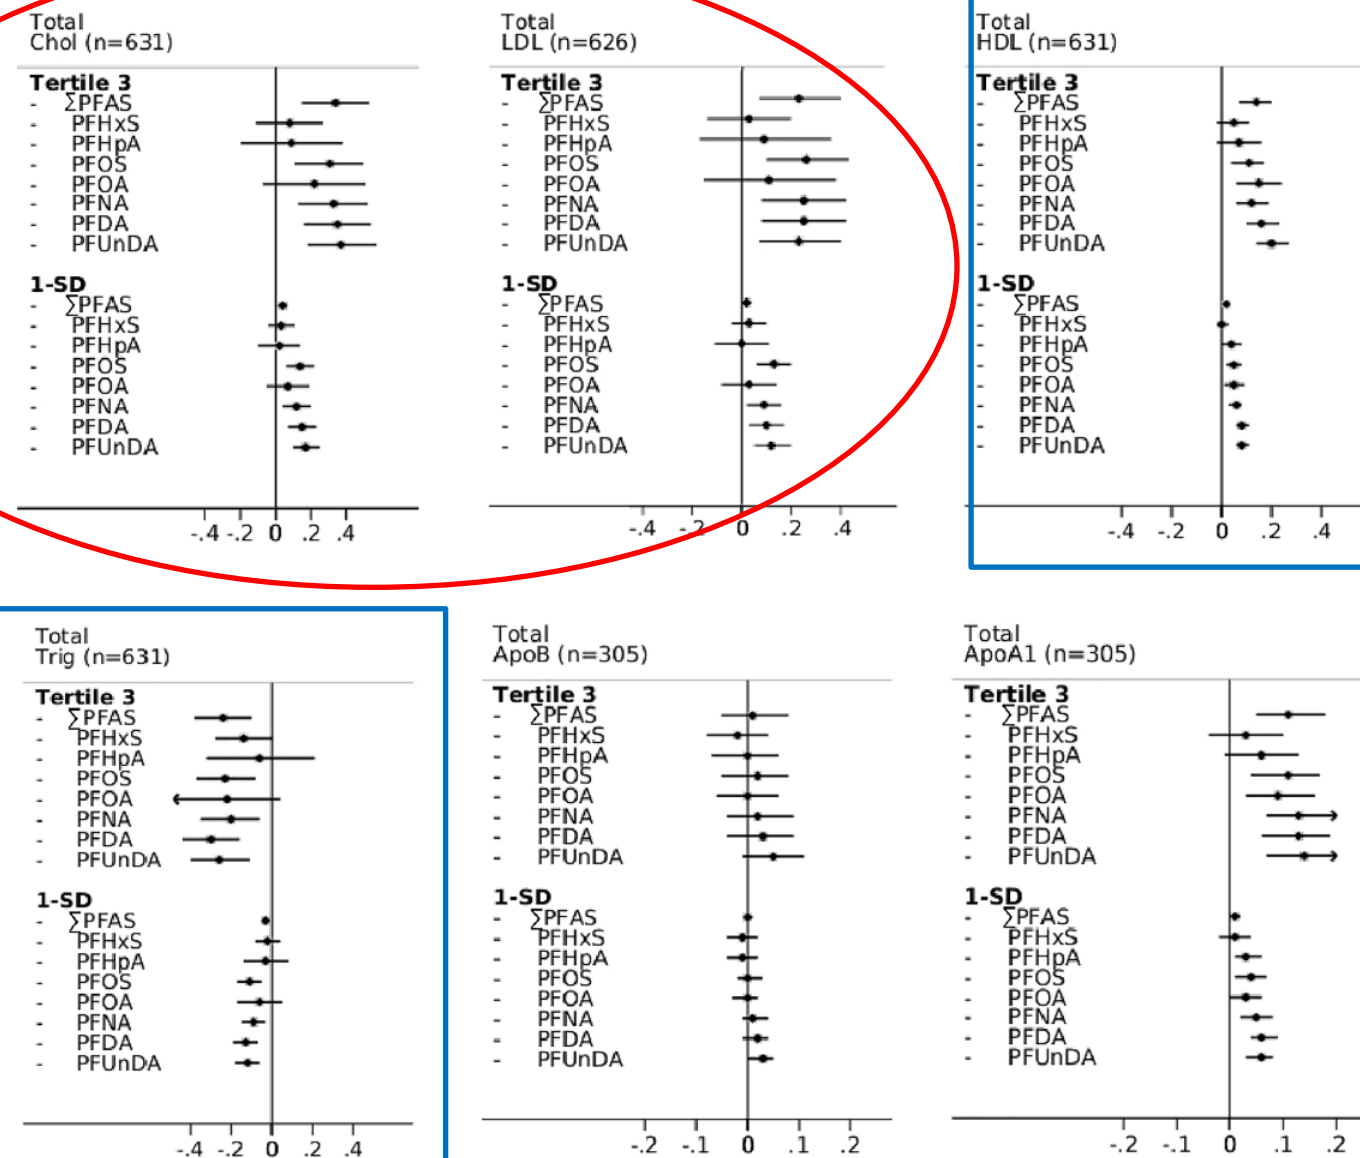 Total
Chol (n=631)
Tertile 3
- ∑PFAS
- PFHxS
- PFHpA
- PFOS
- PFOA
- PFNA
- PFDA
- PFUnDA
1-SD
- ∑PFAS
- PFHxS
- PFHpA
- PFOS
- PFOA
- PFNA
- PFDA
- PFUnDA
-.4 -.2 0 .2 .4
Total
LDL (n=626)
Tertile 3
- ∑PFAS
- PFHxS
- PFHpA
- PFOS
- PFOA
- PFNA
- PFDA
- PFUnDA
1-SD
- ∑PFAS
- PFHxS
- PFHpA
- PFOS
- PFOA
- PFNA
- PFDA
- PFUnDA
-.4 -.2 0 .2 .4
Total
HDL (n=631)
Tertile 3
- ∑PFAS
- PFHxS
- PFHpA
- PFOS
- PFOA
- PFNA
- PFDA
- PFUnDA
1-SD
- ∑PFAS
- PFHxS
- PFHpA
- PFOS
- PFOA
- PFNA
- PFDA
- PFUnDA
-.4 -.2 0 .2 .4
Total
Trig (n=631)
Tertile 3
- ∑PFAS
- PFHxS
- PFHpA
- PFOS
- PFOA
- PFNA
- PFDA
- PFUnDA
1-SD
- ∑PFAS
- PFHxS
- PFHpA
- PFOS
- PFOA
- PFNA
- PFDA
- PFUnDA
-.4 -.2 0 .2 .4
Total
ApoB (n=305)
Tertile 3
- ∑PFAS
- PFHxS
- PFHpA
- PFOS
- PFOA
- PFNA
- PFDA
- PFUnDA
1-SD
- ∑PFAS
- PFHxS
- PFHpA
- PFOS
- PFOA
- PFNA
- PFDA
- PFUnDA
-.2 -.1 0 .1 .2
Total
ApoA1 (n=305)
Tertile 3
- ∑PFAS
- PFHxS
- PFHpA
- PFOS
- PFOA
- PFNA
- PFDA
- PFUnDA
1-SD
- ∑PFAS
- PFHxS
- PFHpA
- PFOS
- PFOA
- PFNA
- PFDA
- PFUnDA
-.2 -.1 0 .1 .2